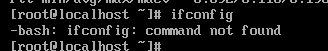 [root@localhost ~]# ifconfig
-bash: ifconfig: command not found
[root@localhost ~]#